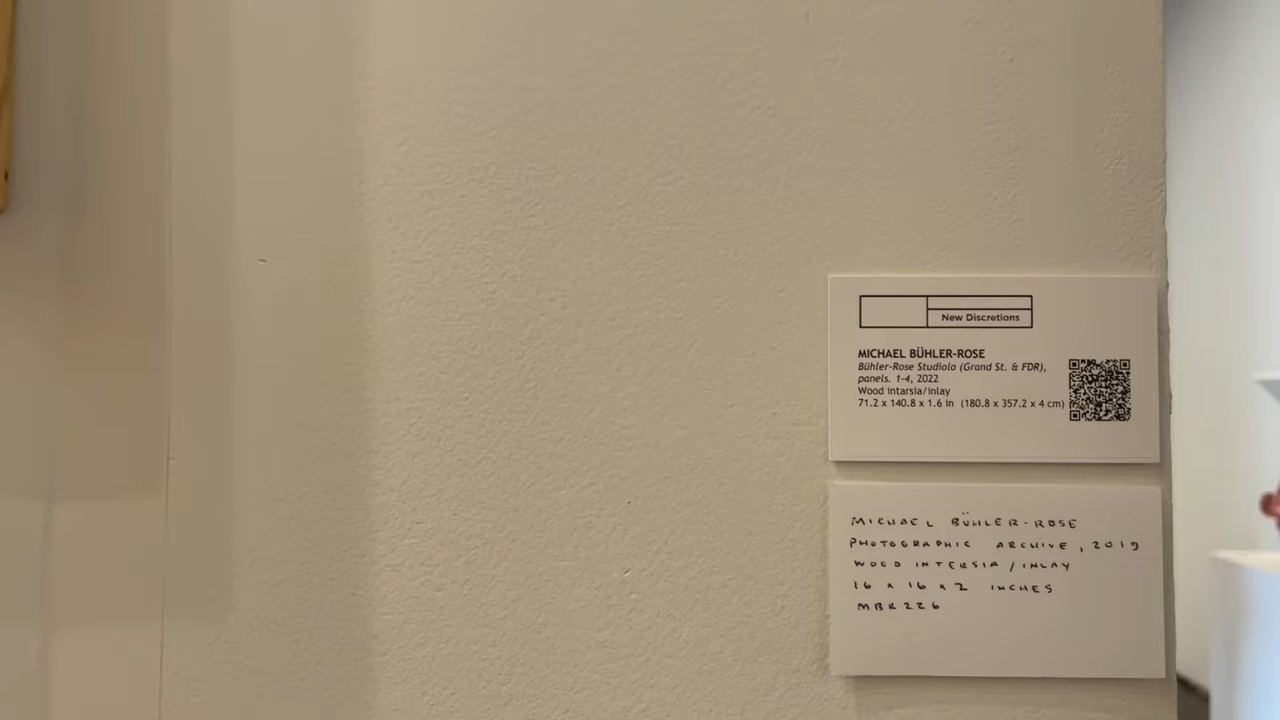 New Discretions
MICHAEL BÜHLER-ROSE
Bühler-Rose Studiolo (Grand St. & FDR),
panels. 1-4, 2022
Wood intarsia/inlay
71.2 x 140.8 x 1.6 in (180.8 x 357.2 x 4 cm)
MICHAEL BÜHLER-ROSE
PHOTOGRAPHIC ARCHIVE, 2019
WOOD INTERSIA / INLAY
16 x 16 x 2 INCHES
MBR226